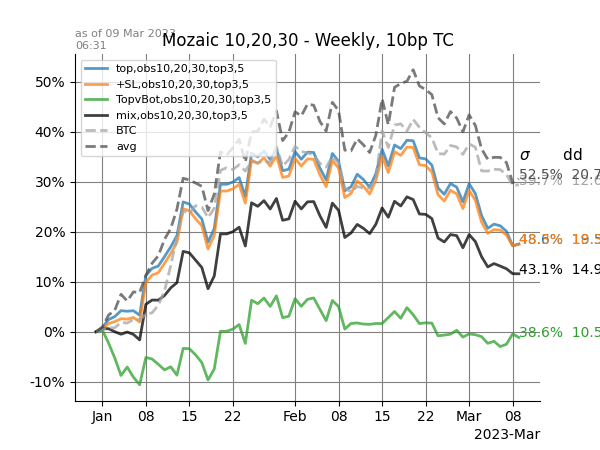 as of 09 Mar 2023
06:31
Mozaic 10,20,30 - Weekly, 10bp TC
top,obs10,20,30,top3,5
+SL,obs10,20,30,top3,5
TopvBot,obs10,20,30,top3,5
mix,obs10,20,30,top3,5
BTC
avg
σ dd
52.5% 20.7
43.1% 14.9
38.6% 10.5
50%
40%
30%
20%
10%
0%
-10%
Jan 08 15 22 Feb 08 15 22 Mar 08
2023-Mar